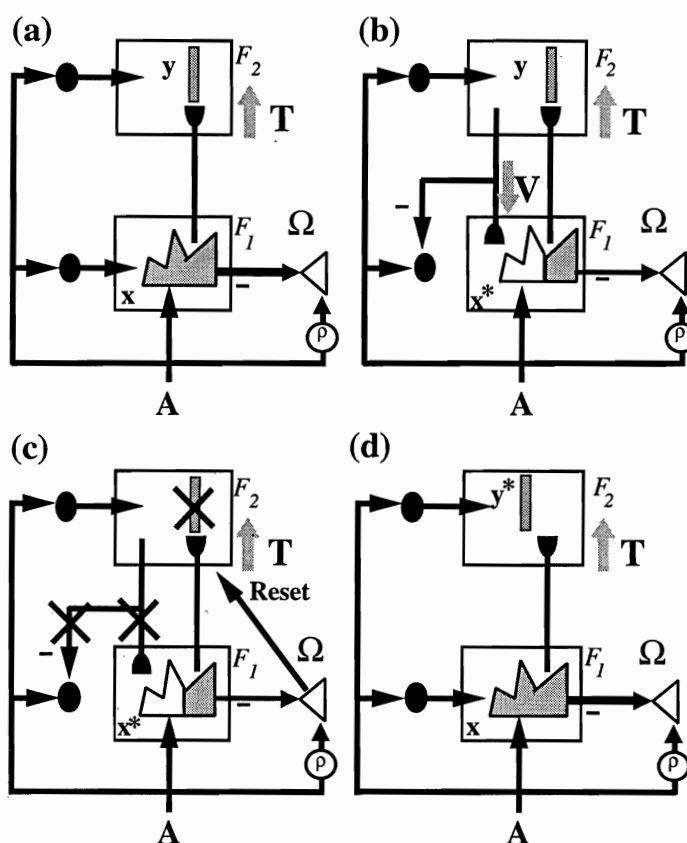 (a)
y
F2
T
F1
Ω
x
–
ρ
A
(b)
y
F2
T
V
–
F1
Ω
x*
–
ρ
A
(c)
F2
T
Reset
–
F1
Ω
x*
–
ρ
A
(d)
y*
F2
T
F1
Ω
x
–
ρ
A